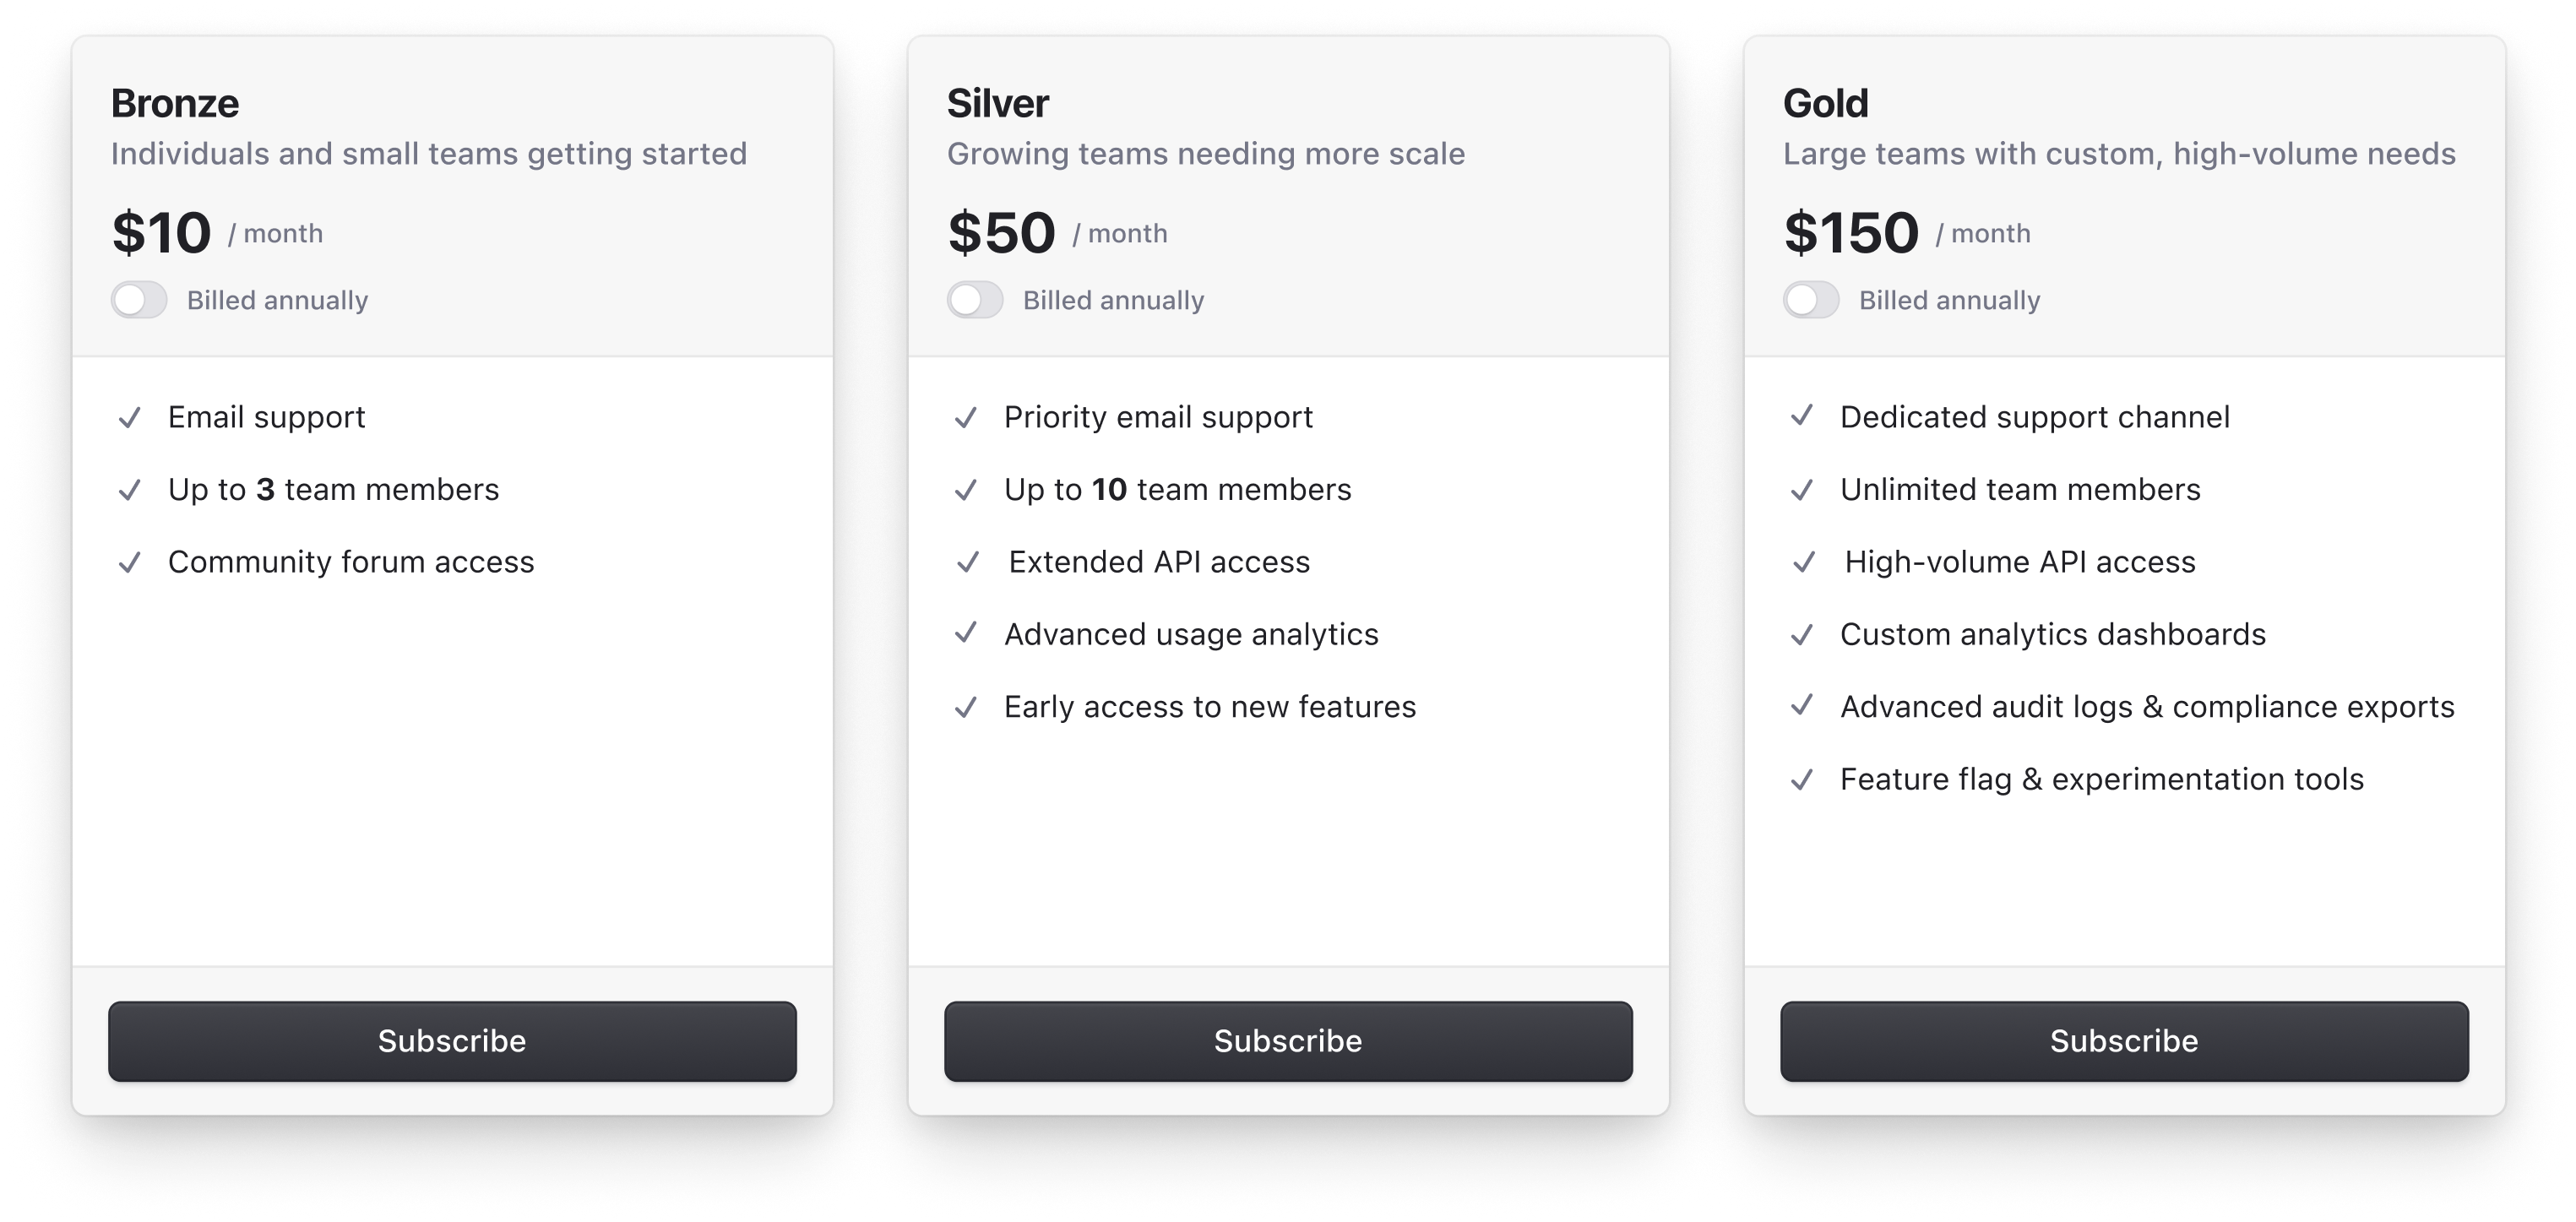 Bronze
Individuals and small teams getting started
$10 / month
Billed annually
Email support
Up to 3 team members
Community forum access
Subscribe
Silver
Growing teams needing more scale
$50 / month
Billed annually
Priority email support
Up to 10 team members
Extended API access
Advanced usage analytics
Early access to new features
Subscribe
Gold
Large teams with custom, high-volume needs
$150 / month
Billed annually
Dedicated support channel
Unlimited team members
High-volume API access
Custom analytics dashboards
Advanced audit logs & compliance exports
Feature flag & experimentation tools
Subscribe